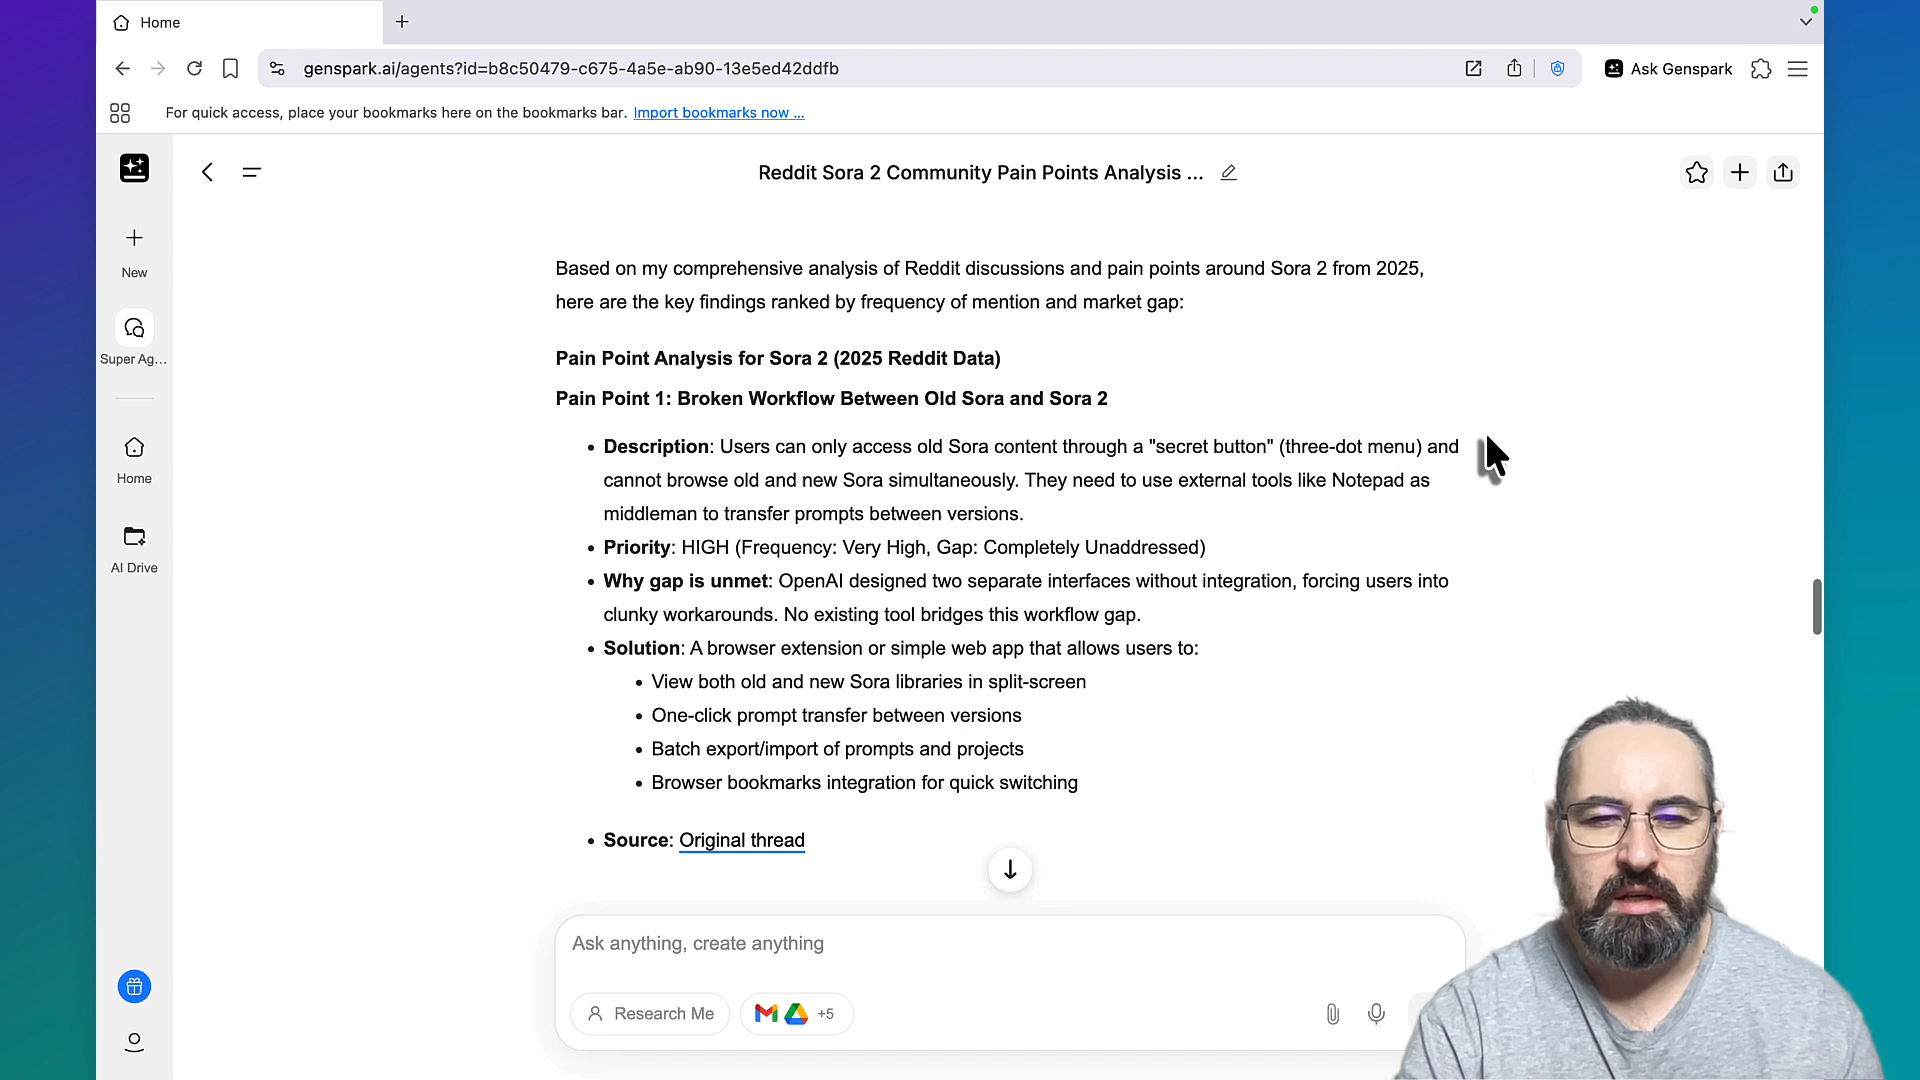 Home
genspark.ai/agents?id=b8c50479-c675-4a5e-ab90-13e5ed42ddfb
Ask Genspark
For quick access, place your bookmarks here on the bookmarks bar. Import bookmarks now ...
Reddit Sora 2 Community Pain Points Analysis ...
New
Super Ag...
Home
AI Drive
Based on my comprehensive analysis of Reddit discussions and pain points around Sora 2 from 2025,
here are the key findings ranked by frequency of mention and market gap:
Pain Point Analysis for Sora 2 (2025 Reddit Data)
Pain Point 1: Broken Workflow Between Old Sora and Sora 2
• Description: Users can only access old Sora content through a "secret button" (three-dot menu) and
cannot browse old and new Sora simultaneously. They need to use external tools like Notepad as
middleman to transfer prompts between versions.
• Priority: HIGH (Frequency: Very High, Gap: Completely Unaddressed)
• Why gap is unmet: OpenAI designed two separate interfaces without integration, forcing users into
clunky workarounds. No existing tool bridges this workflow gap.
• Solution: A browser extension or simple web app that allows users to:
• View both old and new Sora libraries in split-screen
• One-click prompt transfer between versions
• Batch export/import of prompts and projects
• Browser bookmarks integration for quick switching
• Source: Original thread
Ask anything, create anything
Research Me
+5